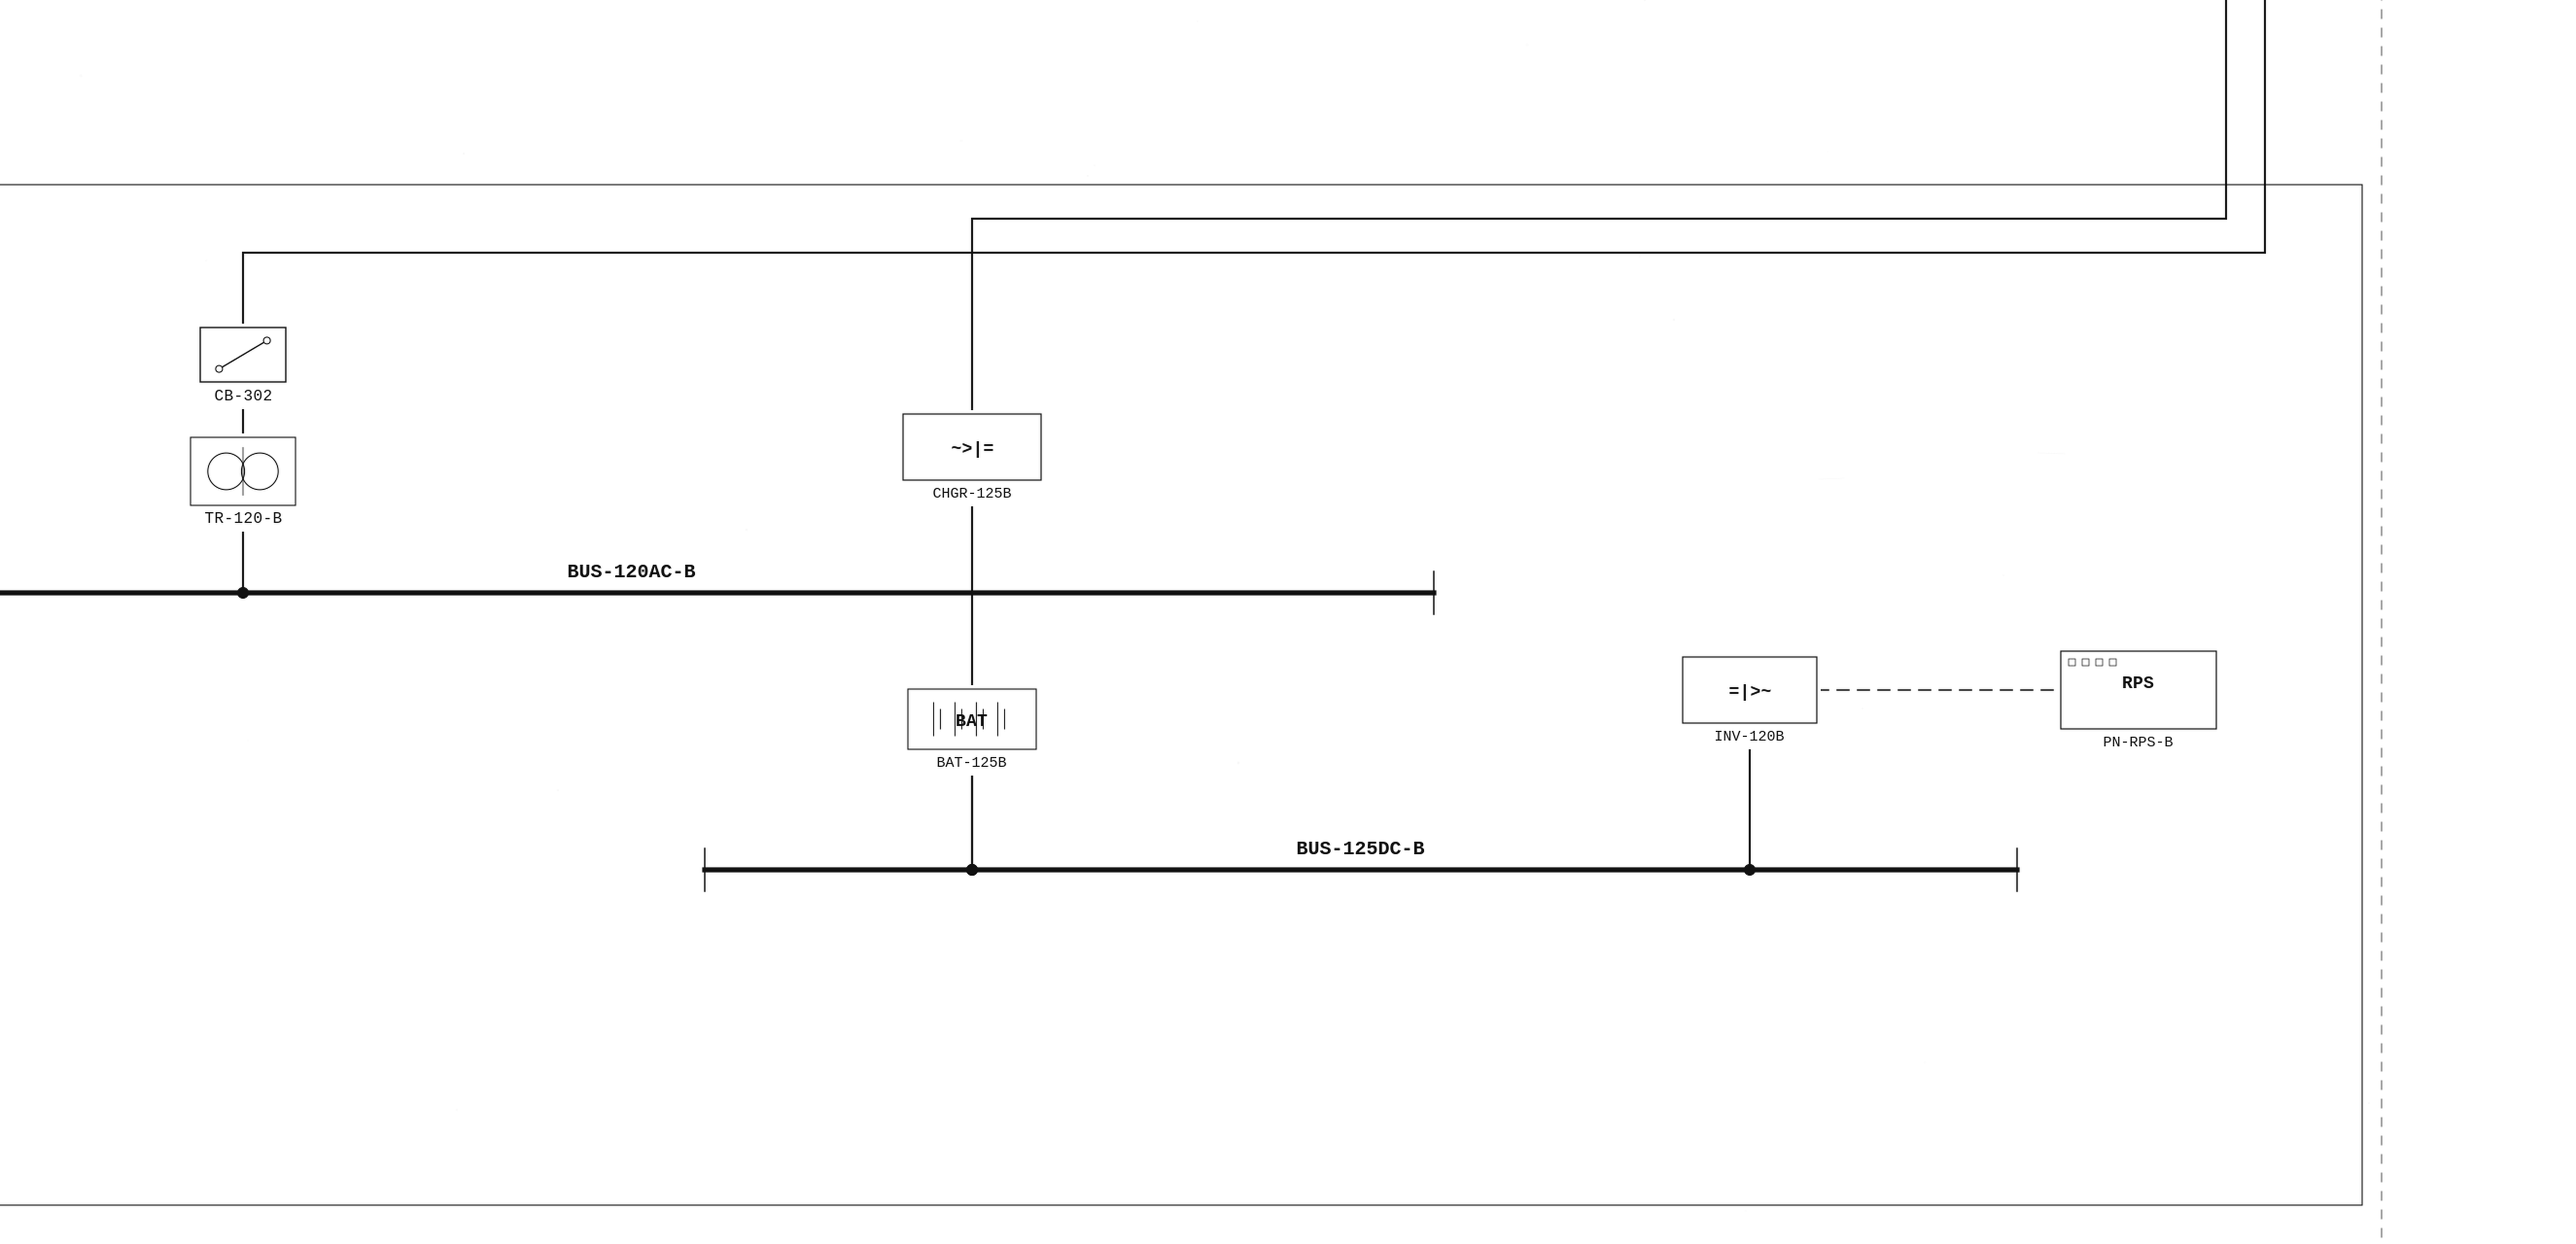 CB-302
~>|=
CHGR-125B
TR-120-B
BUS-120AC-B
=|>~
INV-120B
RPS
PN-RPS-B
BAT
BAT-125B
BUS-125DC-B